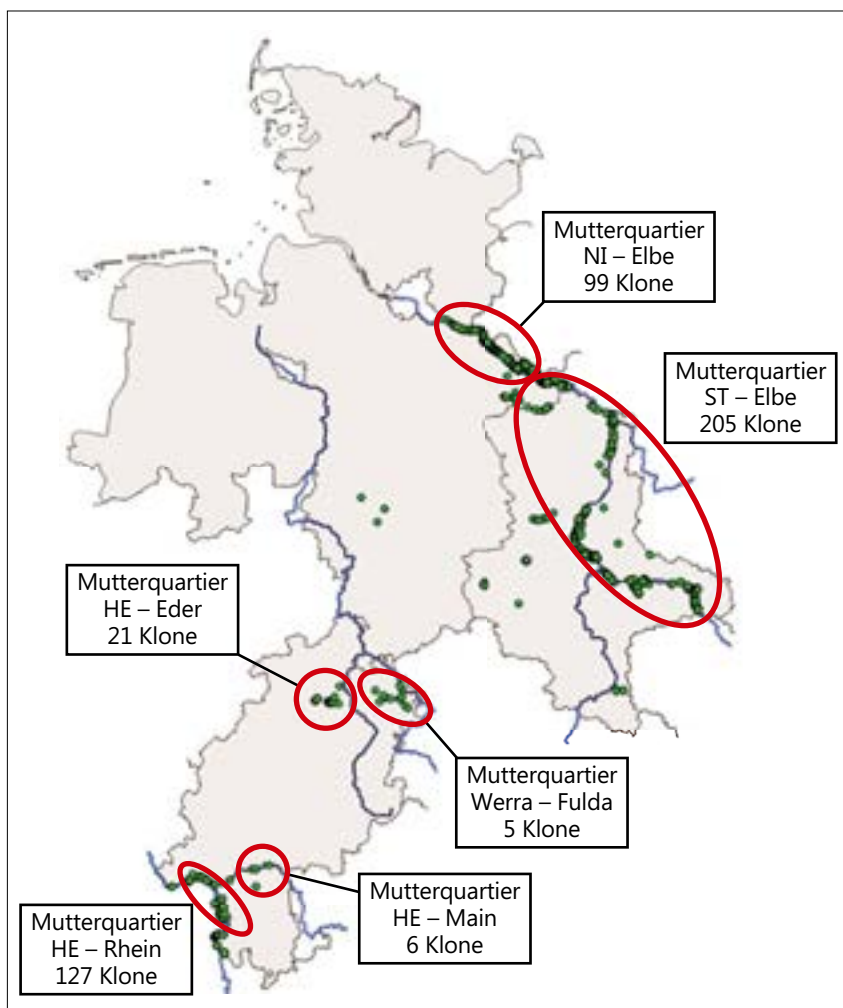 Mutterquartier
NI – Elbe
99 Klone
Mutterquartier
ST – Elbe
205 Klone
Mutterquartier
HE – Eder
21 Klone
Mutterquartier
Werra – Fulda
5 Klone
Mutterquartier
HE – Main
6 Klone
Mutterquartier
HE – Rhein
127 Klone